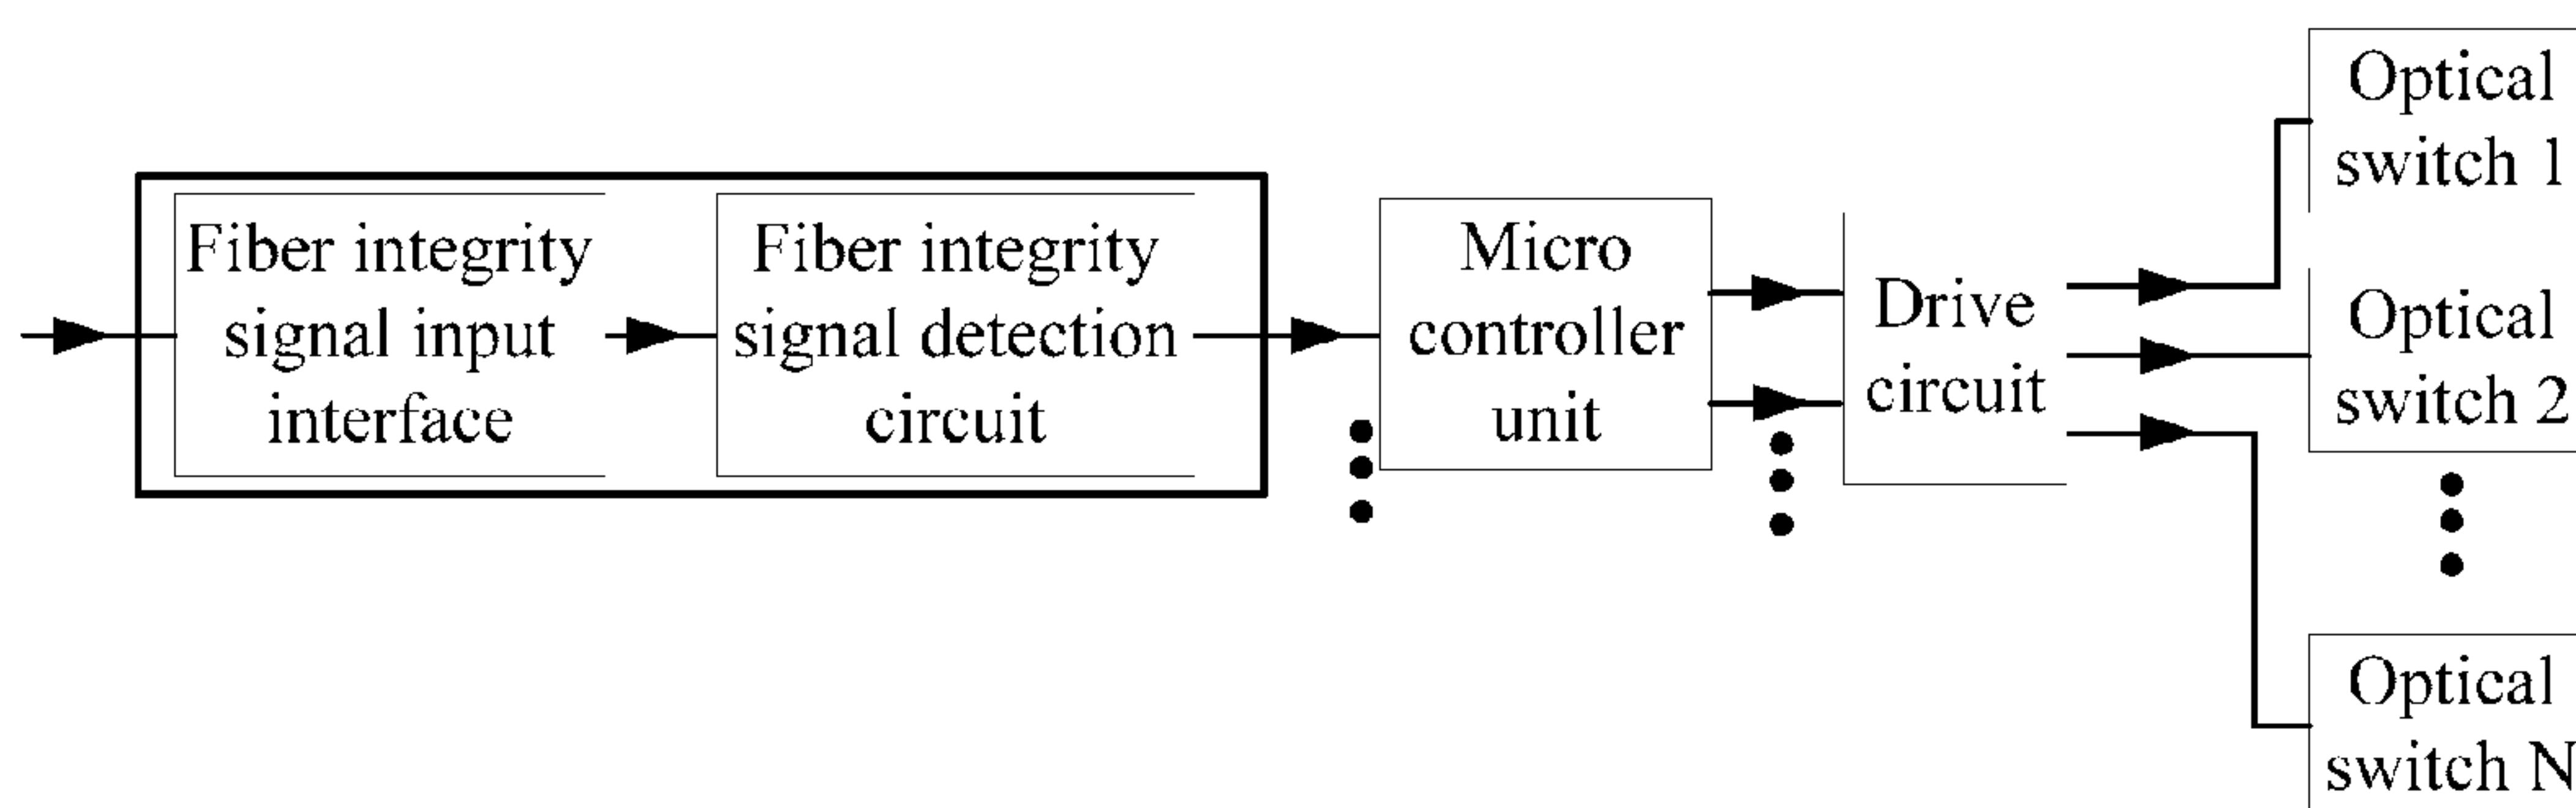 Fiber integrity
signal input
interface
Fiber integrity
signal detection
circuit
Micro
controller
unit
Drive
circuit
Optical
switch 1
Optical
switch 2
Optical
switch N